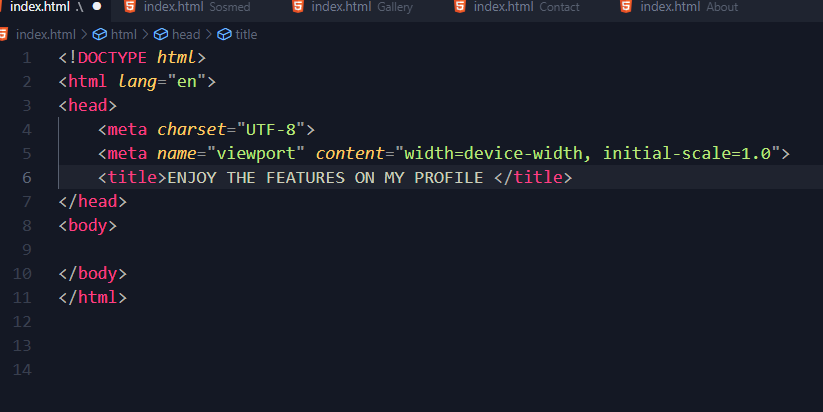 index.html .\ index.html Sosmed index.html Gallery index.html Contact index.html About
index.html > html > head > title
1 <!DOCTYPE html>
2 <html lang="en">
3 <head>
4 <meta charset="UTF-8">
5 <meta name="viewport" content="width=device-width, initial-scale=1.0">
6 <title>ENJOY THE FEATURES ON MY PROFILE </title>
7 </head>
8 <body>
9
10 </body>
11 </html>
12
13
14